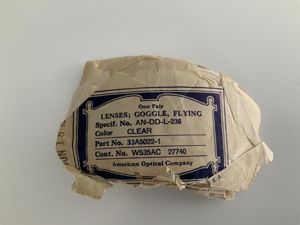 One Pair
LENSES; GOGGLE, FLYING
Specif. No. AN-DD-L-236
Color CLEAR
Part No. 33A5022-1
Cont. No. W535AC 27740
American Optical Company